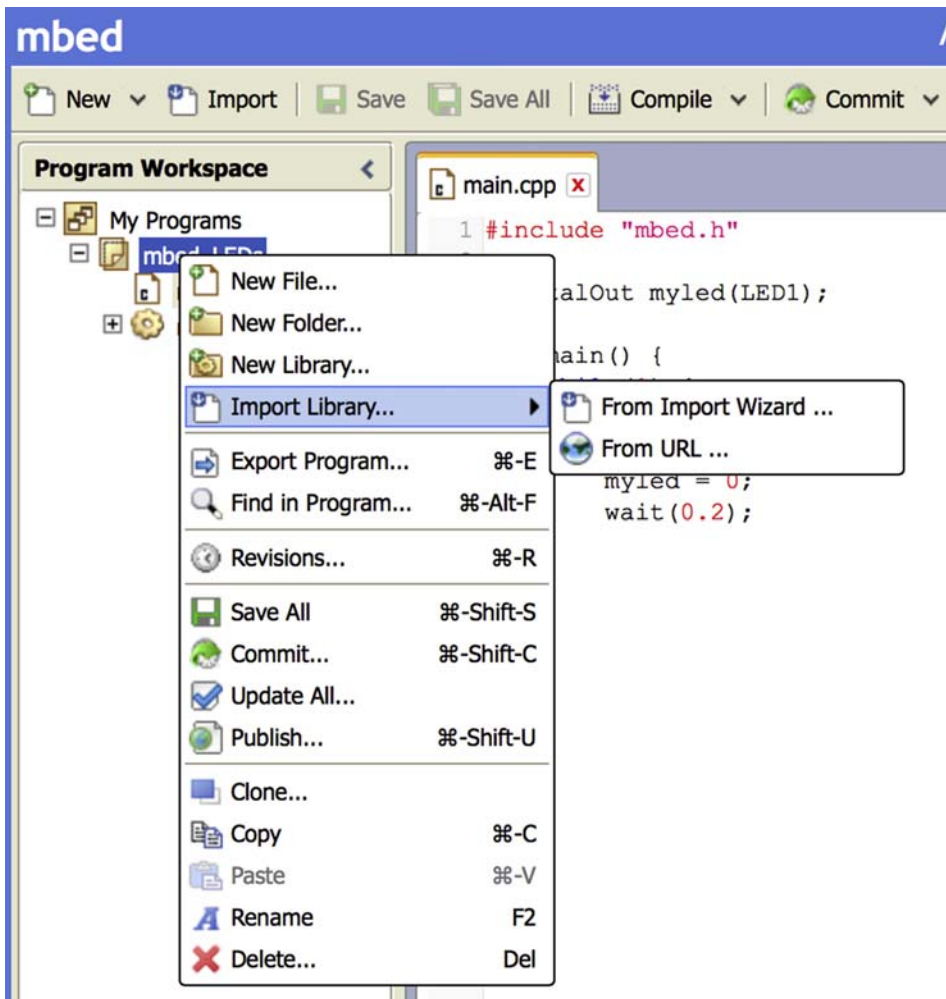 mbed
New Import Save Save All Compile Commit
Program Workspace
main.cpp
My Programs
1 #include "mbed.h"
New File...
alOut myled(LED1);
New Folder...
ain() {
New Library...
Import Library...
From Import Wizard ...
From URL ...
Export Program... ⌘-E
myled = 0;
Find in Program... ⌘-Alt-F
wait(0.2);
Revisions... ⌘-R
Save All ⌘-Shift-S
Commit... ⌘-Shift-C
Update All...
Publish... ⌘-Shift-U
Clone...
Copy ⌘-C
Paste ⌘-V
Rename F2
Delete... Del